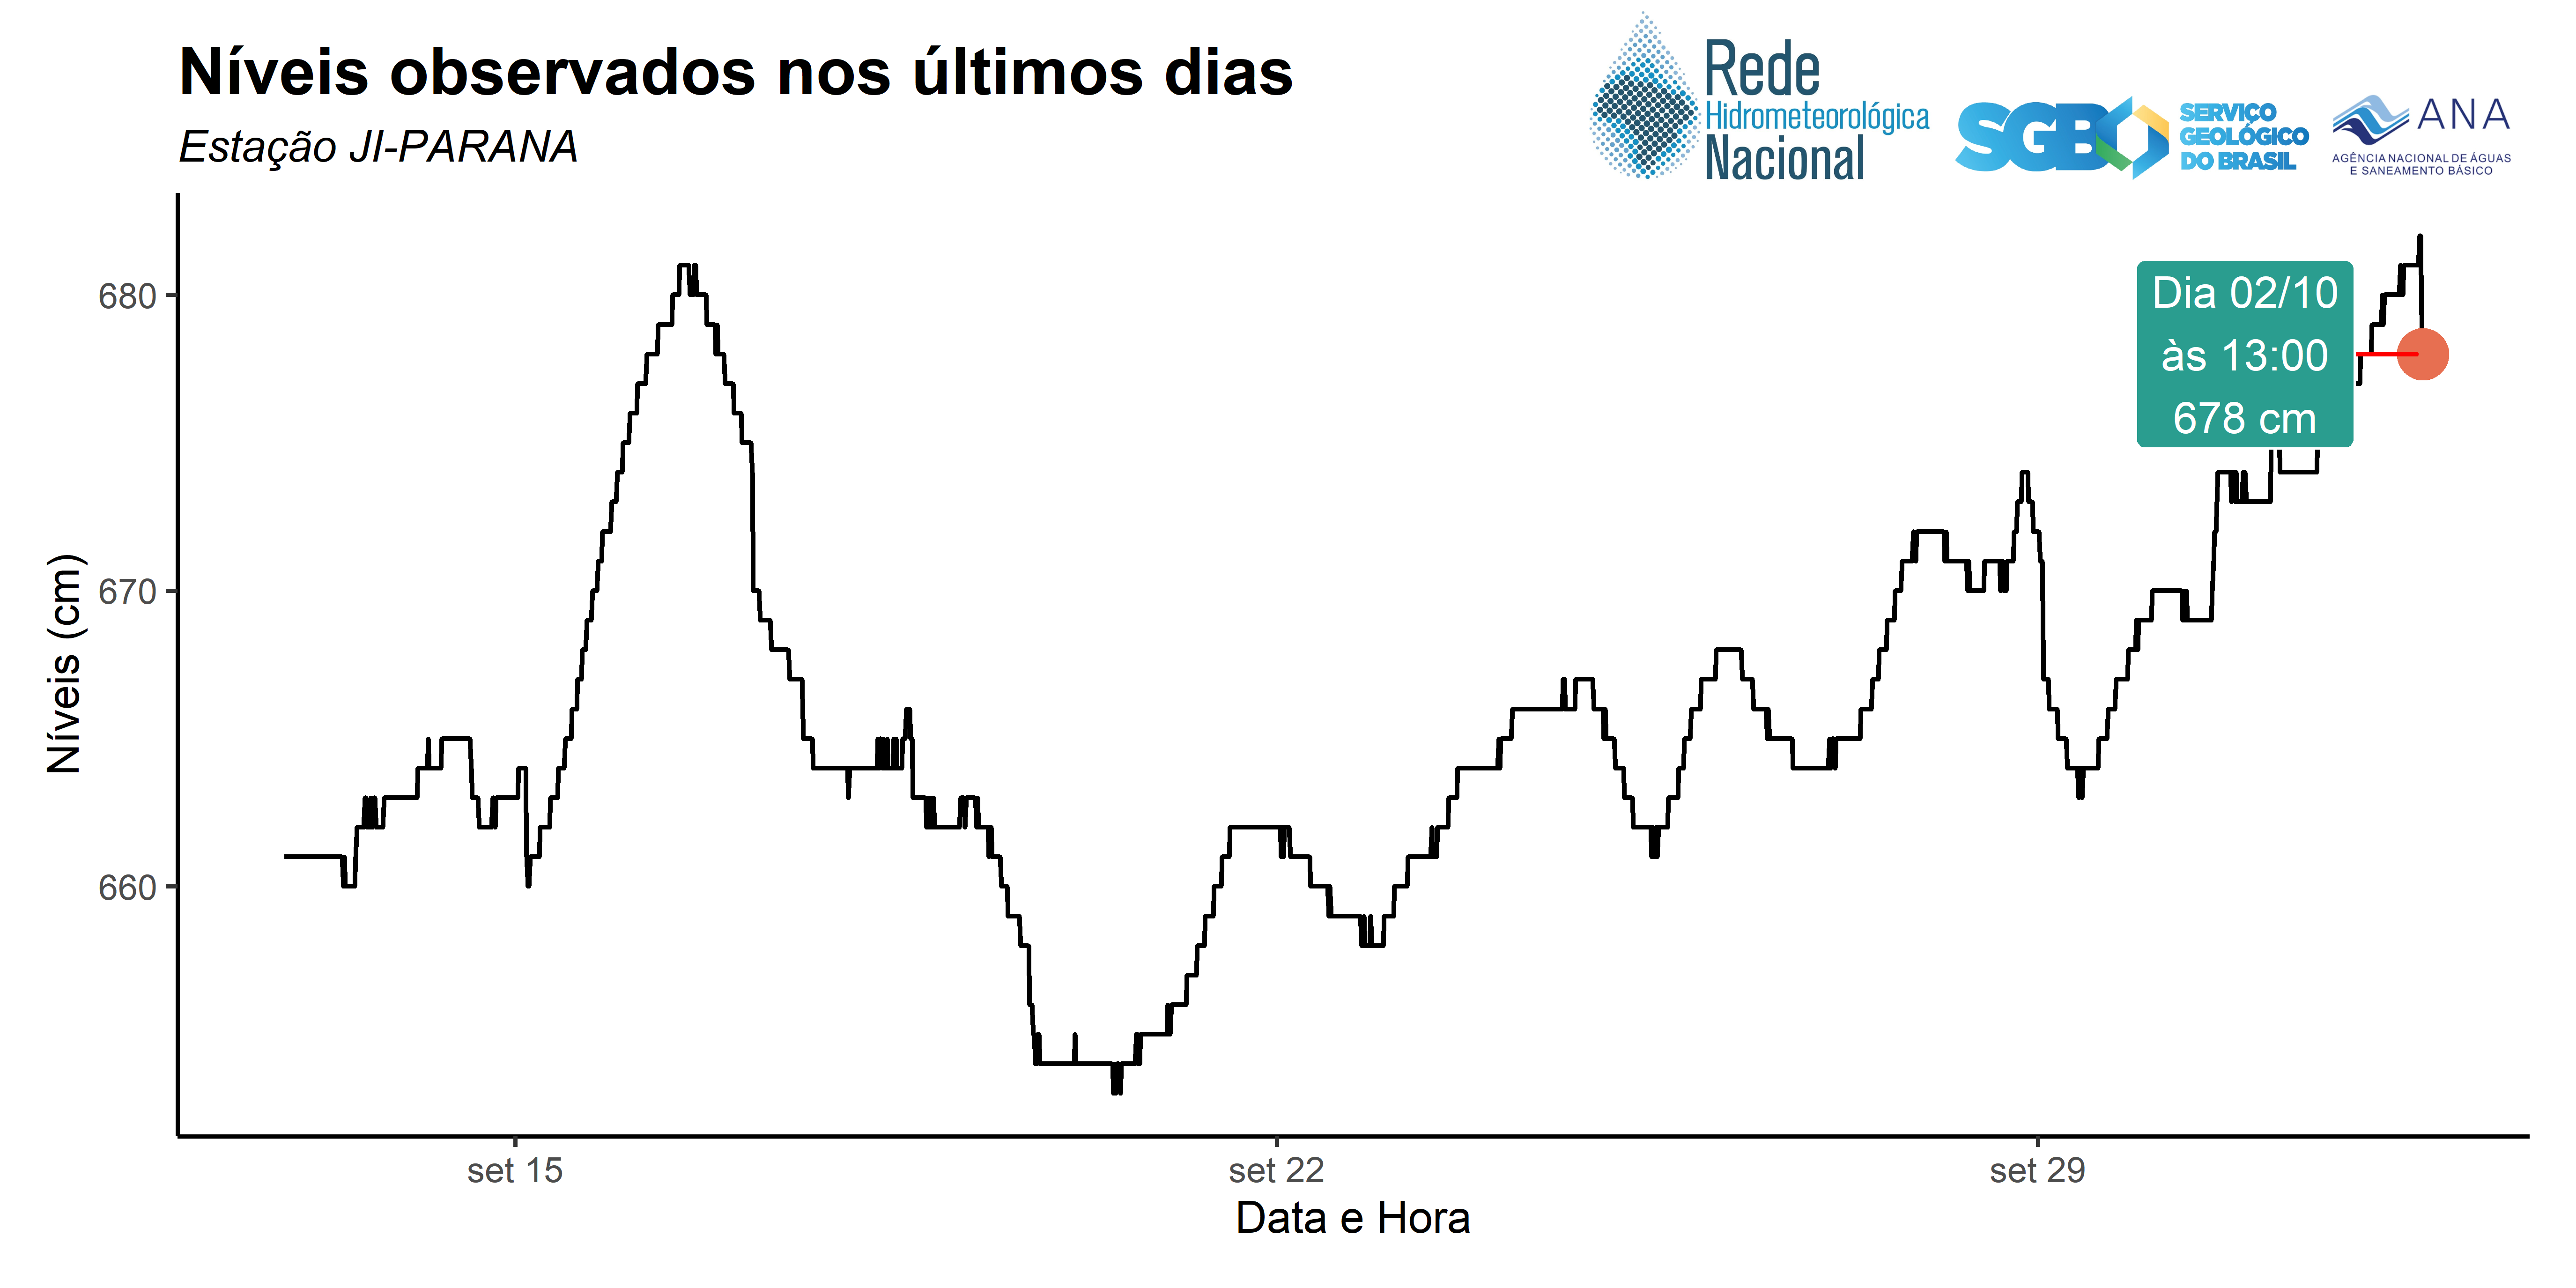 Níveis observados nos últimos dias
Estação JI-PARANA
Rede
Hidrometeorológica
Nacional
SGB
SERVIÇO
GEOLÓGICO
DO BRASIL
ANA
AGÊNCIA NACIONAL DE ÁGUAS
E SANEAMENTO BÁSICO
Níveis (cm)
680
670
660
Dia 02/10
às 13:00
678 cm
set 15
set 22
set 29
Data e Hora